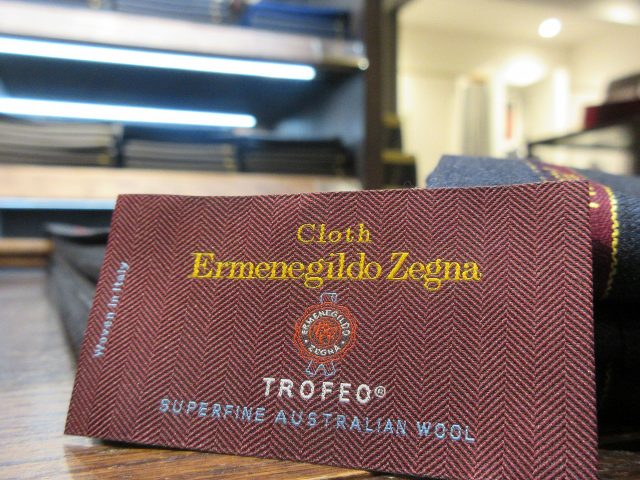 Cloth
Ermenegildo Zegna
ERMENEGILDO
ZEGNA
TROFEO®
SUPERFINE AUSTRALIAN WOOL
Woven in Italy